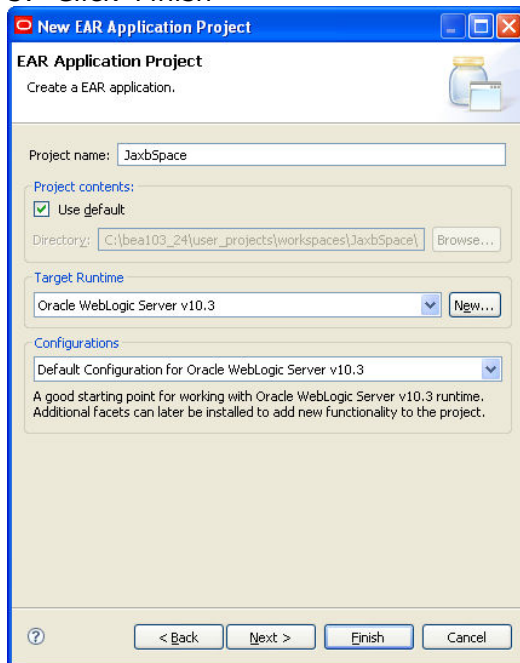 Click Finish
New EAR Application Project
EAR Application Project
Create a EAR application.
Project name: JaxbSpace
Project contents:
Use default
Directory: C:\bea103_24\user_projects\workspaces\JaxbSpace\ Browse...
Target Runtime
Oracle WebLogic Server v10.3 New...
Configurations
Default Configuration for Oracle WebLogic Server v10.3
A good starting point for working with Oracle WebLogic Server v10.3 runtime.
Additional facets can later be installed to add new functionality to the project.
? < Back Next > Finish Cancel